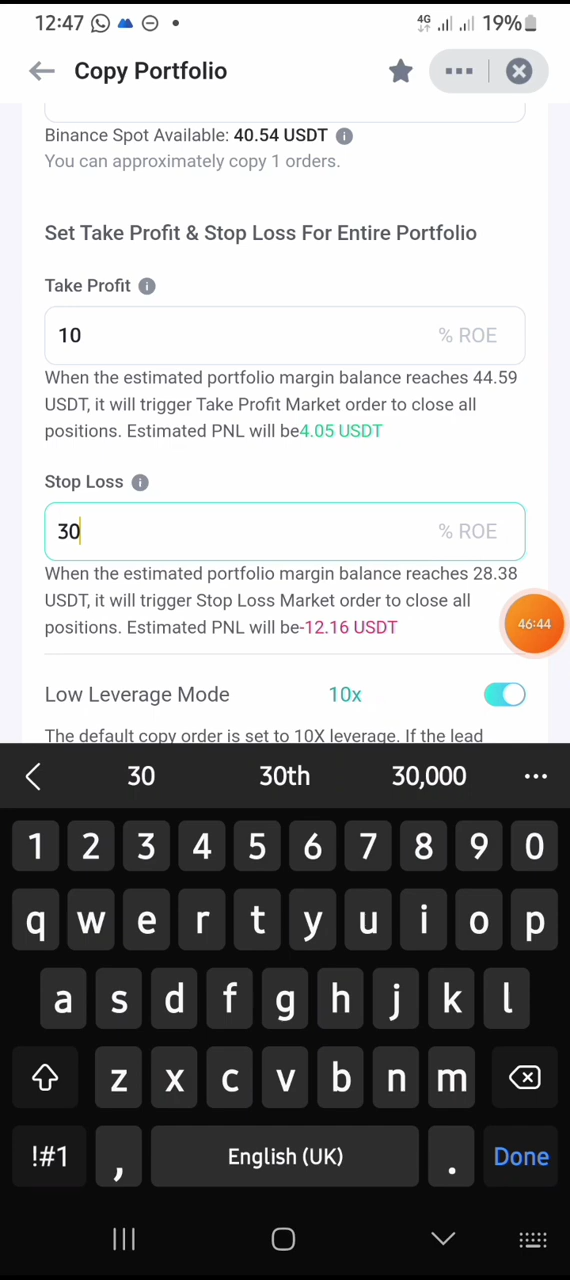 12:47 4G 19%
Copy Portfolio
Binance Spot Available: 40.54 USDT
You can approximately copy 1 orders.
Set Take Profit & Stop Loss For Entire Portfolio
Take Profit
10 % ROE
When the estimated portfolio margin balance reaches 44.59
USDT, it will trigger Take Profit Market order to close all
positions. Estimated PNL will be4.05 USDT
Stop Loss
30 % ROE
When the estimated portfolio margin balance reaches 28.38
USDT, it will trigger Stop Loss Market order to close all
positions. Estimated PNL will be-12.16 USDT
46:44
Low Leverage Mode 10x
The default copy order is set to 10X leverage. If the lead
30 30th 30,000
1 2 3 4 5 6 7 8 9 0
q w e r t y u i o p
a s d f g h j k l
z x c v b n m
!#1 , English (UK) . Done